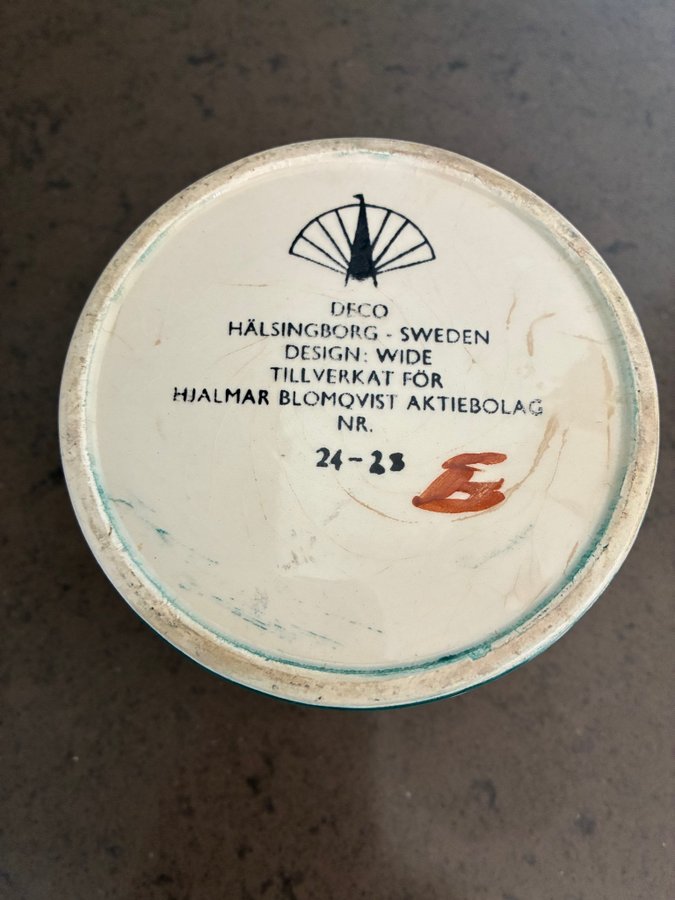 DECO
HÄLSINGBORG - SWEDEN
DESIGN: WIDE
TILLVERKAT FÖR
HJALMAR BLOMQVIST AKTIEBOLAG
NR.
24-28
E